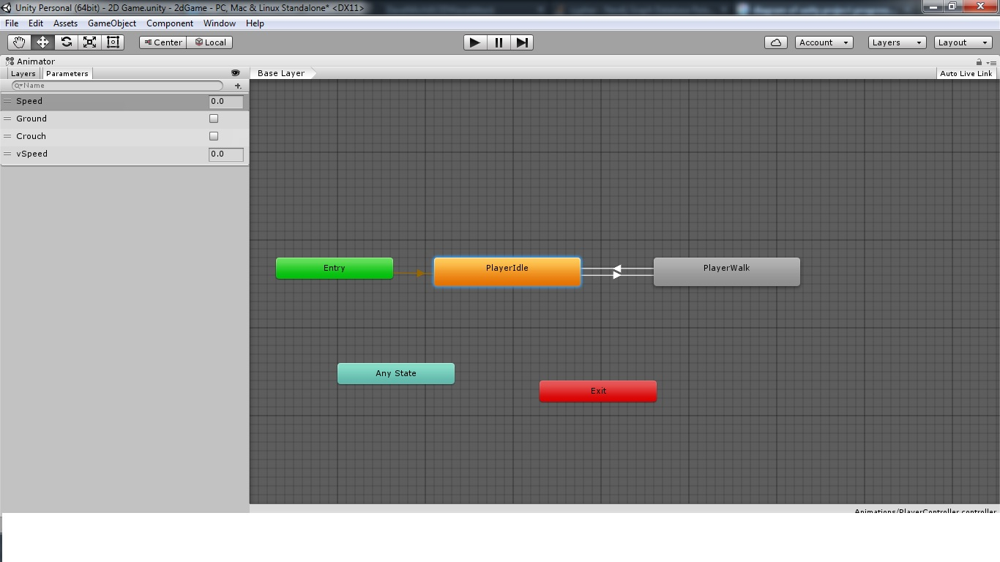 Unity Personal (64bit) - 2D Game.unity - 2dGame - PC, Mac & Linux Standalone* <DX11>
File Edit Assets GameObject Component Window Help
Center Local Account Layers Layout
Animator
Layers Parameters Base Layer Auto Live Link
Name
Speed 0.0
Ground
Crouch
vSpeed 0.0
Entry PlayerIdle PlayerWalk
Any State
Exit
Animations/PlayerController.controller